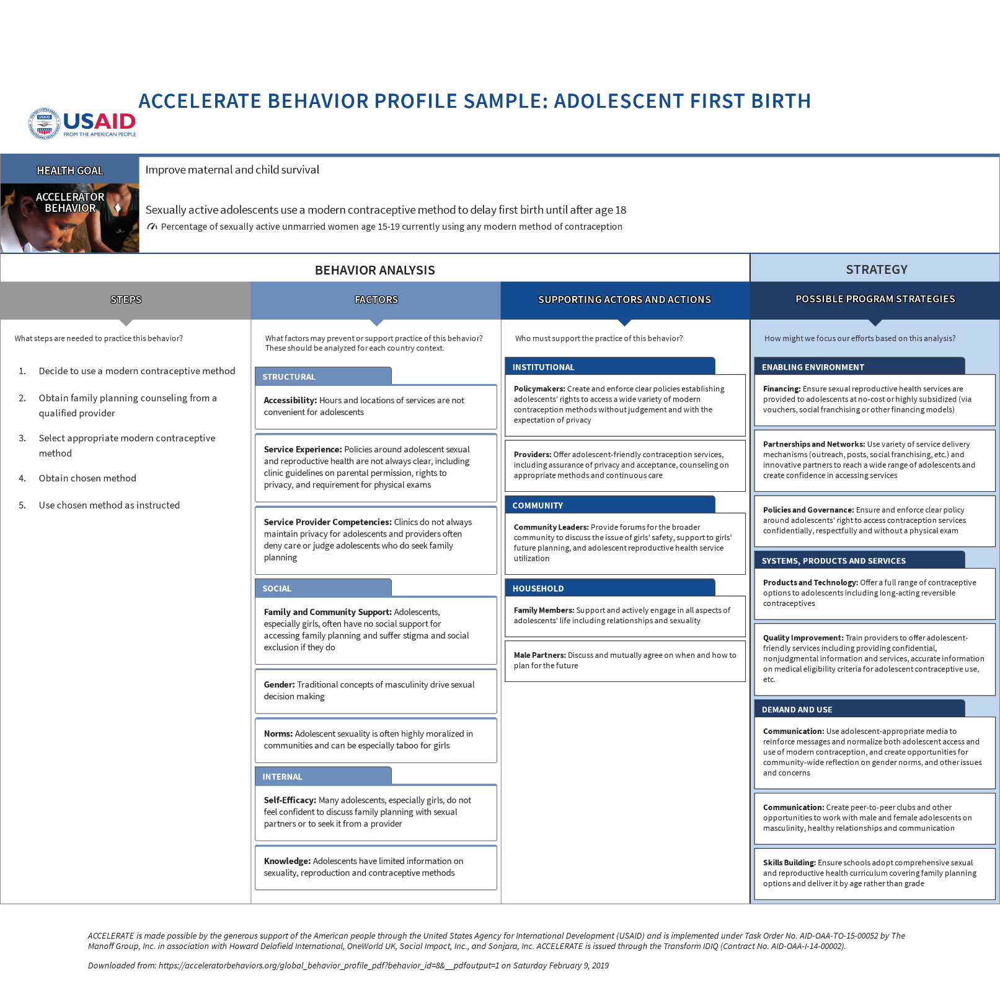 ACCELERATE BEHAVIOR PROFILE SAMPLE: ADOLESCENT FIRST BIRTH
USAID
USAID
FROM THE AMERICAN PEOPLE
HEALTH GOAL
Improve maternal and child survival
ACCELERATOR
BEHAVIOR
Sexually active adolescents use a modern contraceptive method to delay first birth until after age 18
Percentage of sexually active unmarried women age 15-19 currently using any modern method of contraception
BEHAVIOR ANALYSIS
STRATEGY
STEPS
What steps are needed to practice this behavior?
1. Decide to use a modern contraceptive method
2. Obtain family planning counseling from a
qualified provider
3. Select appropriate modern contraceptive
method
4. Obtain chosen method
5. Use chosen method as instructed
FACTORS
What factors may prevent or support practice of this behavior?
These should be analyzed for each country context.
STRUCTURAL
Accessibility: Hours and locations of services are not
convenient for adolescents
Service Experience: Policies around adolescent sexual
and reproductive health are not always clear, including
clinic guidelines on parental permission, rights to
privacy, and requirement for physical exams
Service Provider Competencies: Clinics do not always
maintain privacy for adolescents and providers often
deny care or judge adolescents who do seek family
planning
SOCIAL
Family and Community Support: Adolescents,
especially girls, often have no social support for
accessing family planning and suffer stigma and social
exclusion if they do
Gender: Traditional concepts of masculinity drive sexual
decision making
Norms: Adolescent sexuality is often highly moralized in
communities and can be especially taboo for girls
INTERNAL
Self-Efficacy: Many adolescents, especially girls, do not
feel confident to discuss family planning with sexual
partners or to seek it from a provider
Knowledge: Adolescents have limited information on
sexuality, reproduction and contraceptive methods
SUPPORTING ACTORS AND ACTIONS
Who must support the practice of this behavior?
INSTITUTIONAL
Policymakers: Create and enforce clear policies establishing
adolescents' rights to access a wide variety of modern
contraception methods without judgement and with the
expectation of privacy
Providers: Offer adolescent-friendly contraception services,
including assurance of privacy and acceptance, counseling on
appropriate methods and continuous care
COMMUNITY
Community Leaders: Provide forums for the broader
community to discuss the issue of girls' safety, support to girls'
future planning, and adolescent reproductive health service
utilization
HOUSEHOLD
Family Members: Support and actively engage in all aspects of
adolescents' life including relationships and sexuality
Male Partners: Discuss and mutually agree on when and how to
plan for the future
POSSIBLE PROGRAM STRATEGIES
How might we focus our efforts based on this analysis?
ENABLING ENVIRONMENT
Financing: Ensure sexual reproductive health services are
provided to adolescents at no-cost or highly subsidized (via
vouchers, social franchising or other financing models)
Partnerships and Networks: Use variety of service delivery
mechanisms (outreach, posts, social franchising, etc.) and
innovative partners to reach a wide range of adolescents and
create confidence in accessing services
Policies and Governance: Ensure and enforce clear policy
around adolescents' right to access contraception services
confidentially, respectfully and without a physical exam
SYSTEMS, PRODUCTS AND SERVICES
Products and Technology: Offer a full range of contraceptive
options to adolescents including long-acting reversible
contraceptives
Quality Improvement: Train providers to offer adolescent-
friendly services including providing confidential,
nonjudgmental information and services, accurate information
on medical eligibility criteria for adolescent contraceptive use,
etc.
DEMAND AND USE
Communication: Use adolescent-appropriate media to
reinforce messages and normalize both adolescent access and
use of modern contraception, and create opportunities for
community-wide reflection on gender norms, and other issues
and concerns
Communication: Create peer-to-peer clubs and other
opportunities to work with male and female adolescents on
masculinity, healthy relationships and communication
Skills Building: Ensure schools adopt comprehensive sexual
and reproductive health curriculum covering family planning
options and deliver it by age rather than grade
ACCELERATE is made possible by the generous support of the American people through the United States Agency for International Development (USAID) and is implemented under Task Order No. AID-OAA-TO-15-00052 by The
Manoff Group, Inc. in association with Howard Delafield International, OneWorld UK, Social Impact, Inc., and Sonjara, Inc. ACCELERATE is issued through the Transform IDIQ (Contract No. AID-OAA-I-14-00002).
Downloaded from: https://acceleratorbehaviors.org/global_behavior_profile_pdf?behavior_id=8&__pdfoutput=1 on Saturday February 9, 2019